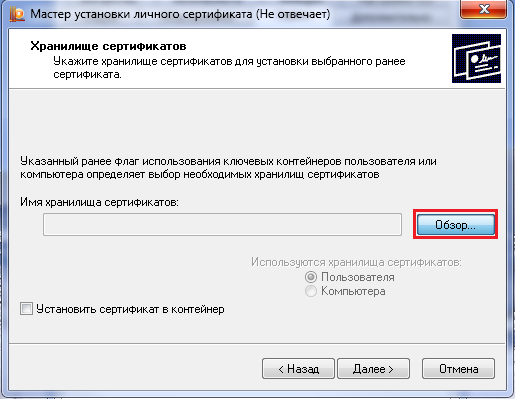 Мастер установки личного сертификата (Не отвечает)
Хранилище сертификатов
Укажите хранилище сертификатов для установки выбранного ранее
сертификата.
Указанный ранее флаг использования ключевых контейнеров пользователя или
компьютера определяет выбор необходимых хранилищ сертификатов
Имя хранилища сертификатов:
Обзор...
Используются хранилища сертификатов:
Пользователя
Компьютера
Установить сертификат в контейнер
< Назад
Далее >
Отмена